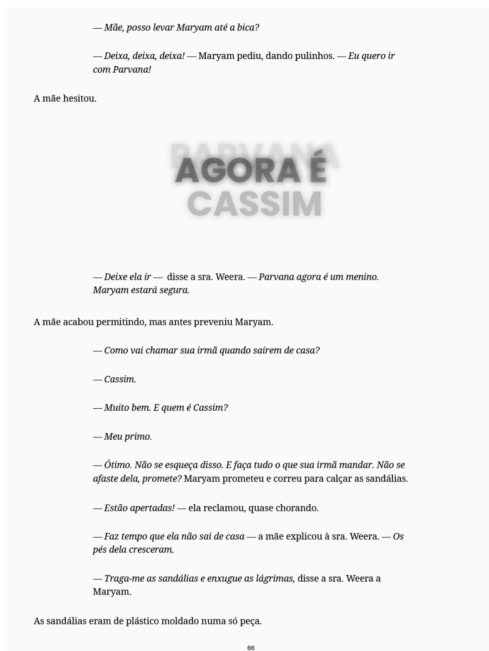 — Mãe, posso levar Maryam até a bica?
— Deixa, deixa, deixa! — Maryam pediu, dando pulinhos. — Eu quero ir
com Parvana!
A mãe hesitou.
PARVANA
AGORA É
CASSIM
— Deixe ela ir — disse a sra. Weera. — Parvana agora é um menino.
Maryam estará segura.
A mãe acabou permitindo, mas antes preveniu Maryam.
— Como vai chamar sua irmã quando saírem de casa?
— Cassim.
— Muito bem. E quem é Cassim?
— Meu primo.
— Ótimo. Não se esqueça disso. E faça tudo o que sua irmã mandar. Não se
afaste dela, promete? Maryam prometeu e correu para calçar as sandálias.
— Estão apertadas! — ela reclamou, quase chorando.
— Faz tempo que ela não sai de casa — a mãe explicou à sra. Weera. — Os
pés dela cresceram.
— Traga-me as sandálias e enxugue as lágrimas, disse a sra. Weera a
Maryam.
As sandálias eram de plástico moldado numa só peça.
66